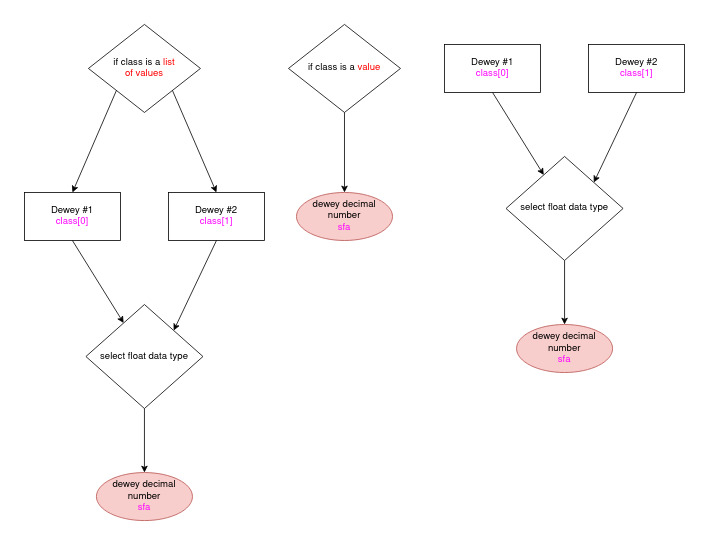 if class is a list
of values
Dewey #1
class[0]
Dewey #2
class[1]
select float data type
dewey decimal
number
sfa
if class is a value
dewey decimal
number
sfa
Dewey #1
class[0]
Dewey #2
class[1]
select float data type
dewey decimal
number
sfa